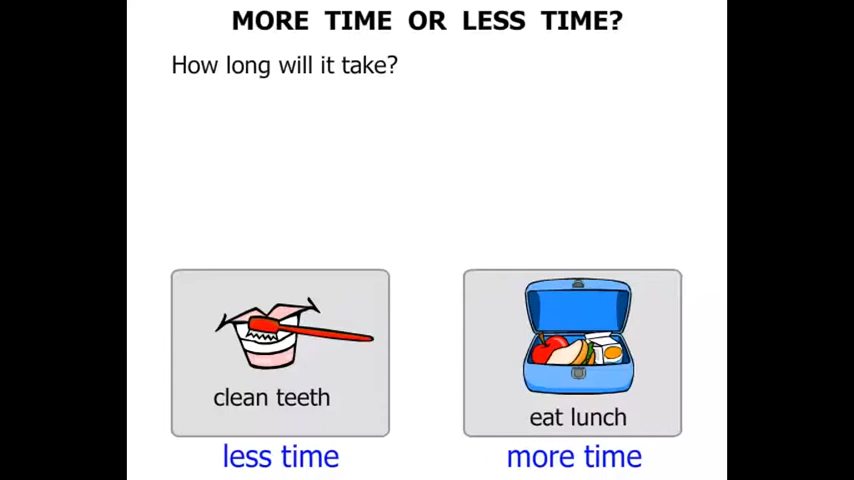 MORE TIME OR LESS TIME?
How long will it take?
clean teeth
eat lunch
less time
more time